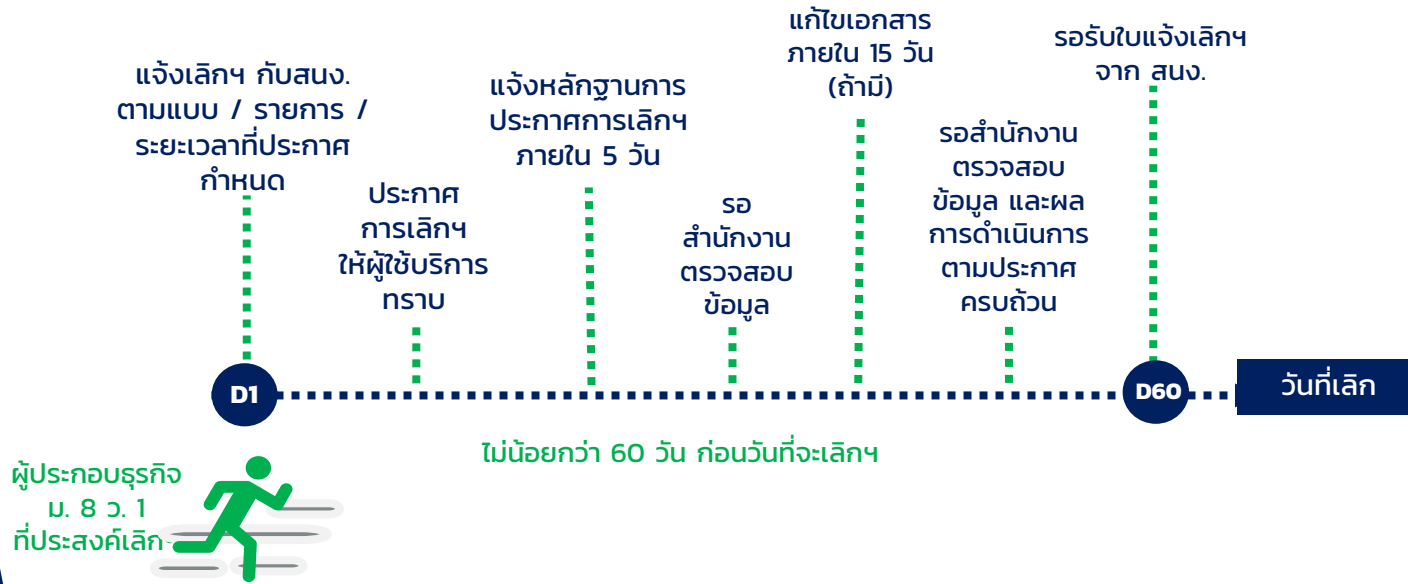 แจ้งเลิกฯ กับสนง.
ตามแบบ / รายการ /
ระยะเวลาที่ประกาศ
กำหนด
ประกาศ
การเลิกฯ
ให้ผู้ใช้บริการ
ทราบ
แจ้งหลักฐานการ
ประกาศการเลิกฯ
ภายใน 5 วัน
รอ
สำนักงาน
ตรวจสอบ
ข้อมูล
แก้ไขเอกสาร
ภายใน 15 วัน
(ถ้ามี)
รอสำนักงาน
ตรวจสอบ
ข้อมูล และผล
การดำเนินการ
ตามประกาศ
ครบถ้วน
รอรับใบแจ้งเลิกฯ
จาก สนง.
D1
D60
วันที่เลิก
ไม่น้อยกว่า 60 วัน ก่อนวันที่จะเลิกฯ
ผู้ประกอบธุรกิจ
ม. 8 ว. 1
ที่ประสงค์เลิกฯ